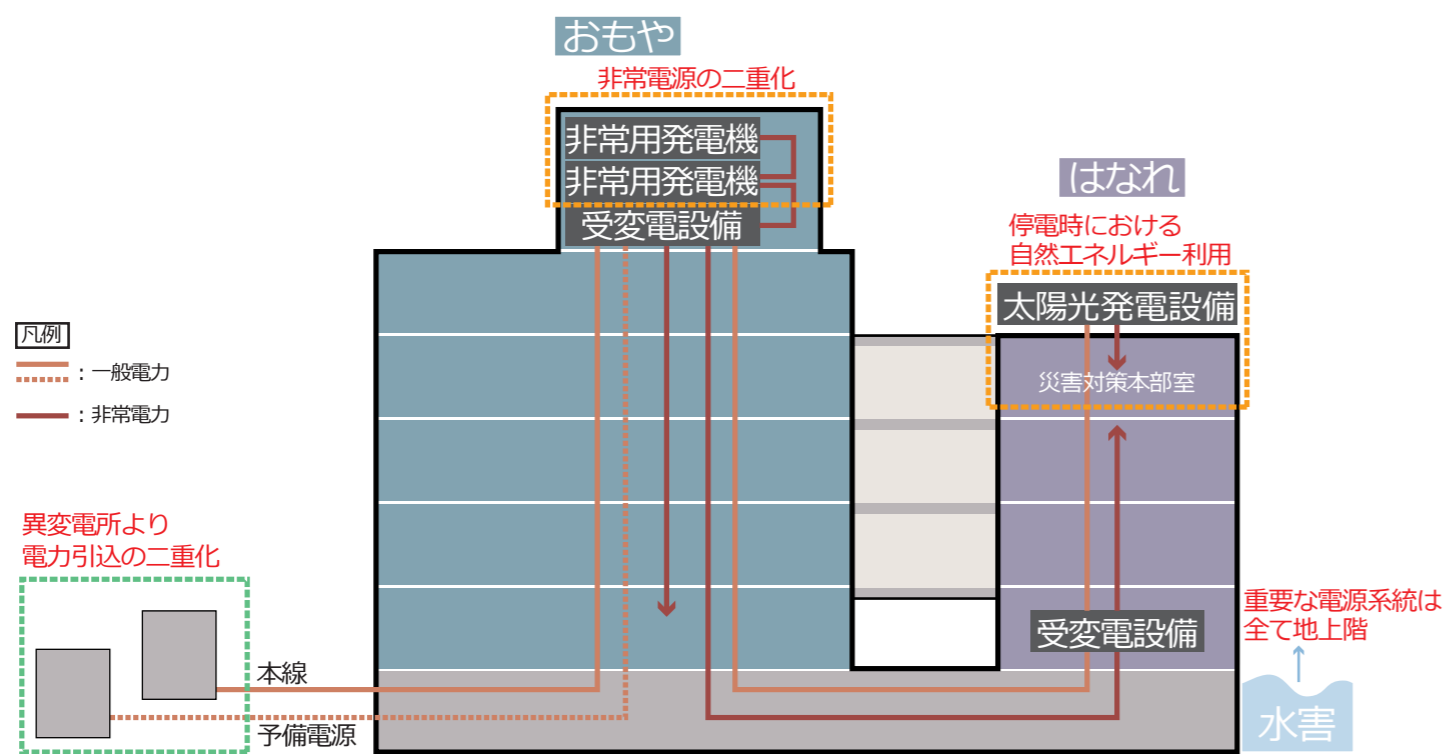 おもや
非常電源の二重化
非常用発電機
非常用発電機
受変電設備
はなれ
停電時における
自然エネルギー利用
太陽光発電設備
災害対策本部室
受変電設備
凡例
：一般電力
：非常電力
異変電所より
電力引込の二重化
本線
予備電源
重要な電源系統は
全て地上階
水害